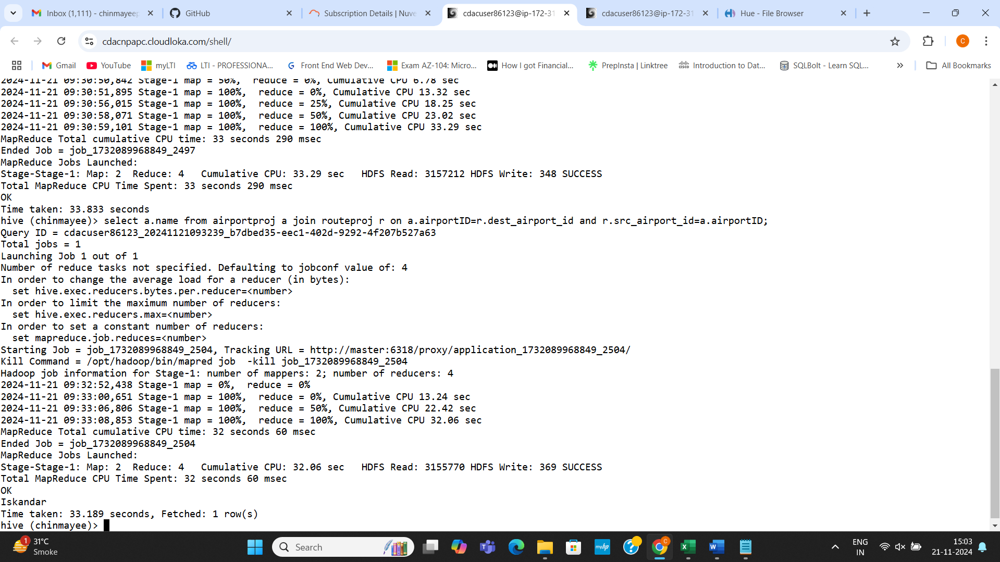 Inbox (1,111) - chinmayeep
GitHub
Subscription Details | Nuve
cdacuser86123@ip-172-31
cdacuser86123@ip-172-31
Hue - File Browser
cdacnpapc.cloudloka.com/shell/
C
Gmail
YouTube
myLTI
LTI - PROFESSIONA...
Front End Web Dev...
Exam AZ-104: Micro...
How I got Financial...
PrepInsta | Linktree
Introduction to Dat...
SQLBolt - Learn SQL...
All Bookmarks
2024-11-21 09:30:50,842 Stage-1 map = 50%,  reduce = 0%, Cumulative CPU 6.78 sec
2024-11-21 09:30:51,895 Stage-1 map = 100%,  reduce = 0%, Cumulative CPU 13.32 sec
2024-11-21 09:30:56,015 Stage-1 map = 100%,  reduce = 25%, Cumulative CPU 18.25 sec
2024-11-21 09:30:58,071 Stage-1 map = 100%,  reduce = 50%, Cumulative CPU 23.02 sec
2024-11-21 09:30:59,101 Stage-1 map = 100%,  reduce = 100%, Cumulative CPU 33.29 sec
MapReduce Total cumulative CPU time: 33 seconds 290 msec
Ended Job = job_1732089968849_2497
MapReduce Jobs Launched:
Stage-Stage-1: Map: 2  Reduce: 4   Cumulative CPU: 33.29 sec   HDFS Read: 3157212 HDFS Write: 348 SUCCESS
Total MapReduce CPU Time Spent: 33 seconds 290 msec
OK
Time taken: 33.833 seconds
hive (chinmayee)> select a.name from airportproj a join routeproj r on a.airportID=r.dest_airport_id and r.src_airport_id=a.airportID;
Query ID = cdacuser86123_20241121093239_b7dbed35-eec1-402d-9292-4f207b527a63
Total jobs = 1
Launching Job 1 out of 1
Number of reduce tasks not specified. Defaulting to jobconf value of: 4
In order to change the average load for a reducer (in bytes):
  set hive.exec.reducers.bytes.per.reducer=<number>
In order to limit the maximum number of reducers:
  set hive.exec.reducers.max=<number>
In order to set a constant number of reducers:
  set mapreduce.job.reduces=<number>
Starting Job = job_1732089968849_2504, Tracking URL = http://master:6318/proxy/application_1732089968849_2504/
Kill Command = /opt/hadoop/bin/mapred job  -kill job_1732089968849_2504
Hadoop job information for Stage-1: number of mappers: 2; number of reducers: 4
2024-11-21 09:32:52,438 Stage-1 map = 0%,  reduce = 0%
2024-11-21 09:33:00,651 Stage-1 map = 100%,  reduce = 0%, Cumulative CPU 13.24 sec
2024-11-21 09:33:06,806 Stage-1 map = 100%,  reduce = 50%, Cumulative CPU 22.42 sec
2024-11-21 09:33:08,853 Stage-1 map = 100%,  reduce = 100%, Cumulative CPU 32.06 sec
MapReduce Total cumulative CPU time: 32 seconds 60 msec
Ended Job = job_1732089968849_2504
MapReduce Jobs Launched:
Stage-Stage-1: Map: 2  Reduce: 4   Cumulative CPU: 32.06 sec   HDFS Read: 3155770 HDFS Write: 369 SUCCESS
Total MapReduce CPU Time Spent: 32 seconds 60 msec
OK
Iskandar
Time taken: 33.189 seconds, Fetched: 1 row(s)
hive (chinmayee)>
1
31°C
Smoke
Search
myhp
C
ENG
IN
15:03
21-11-2024